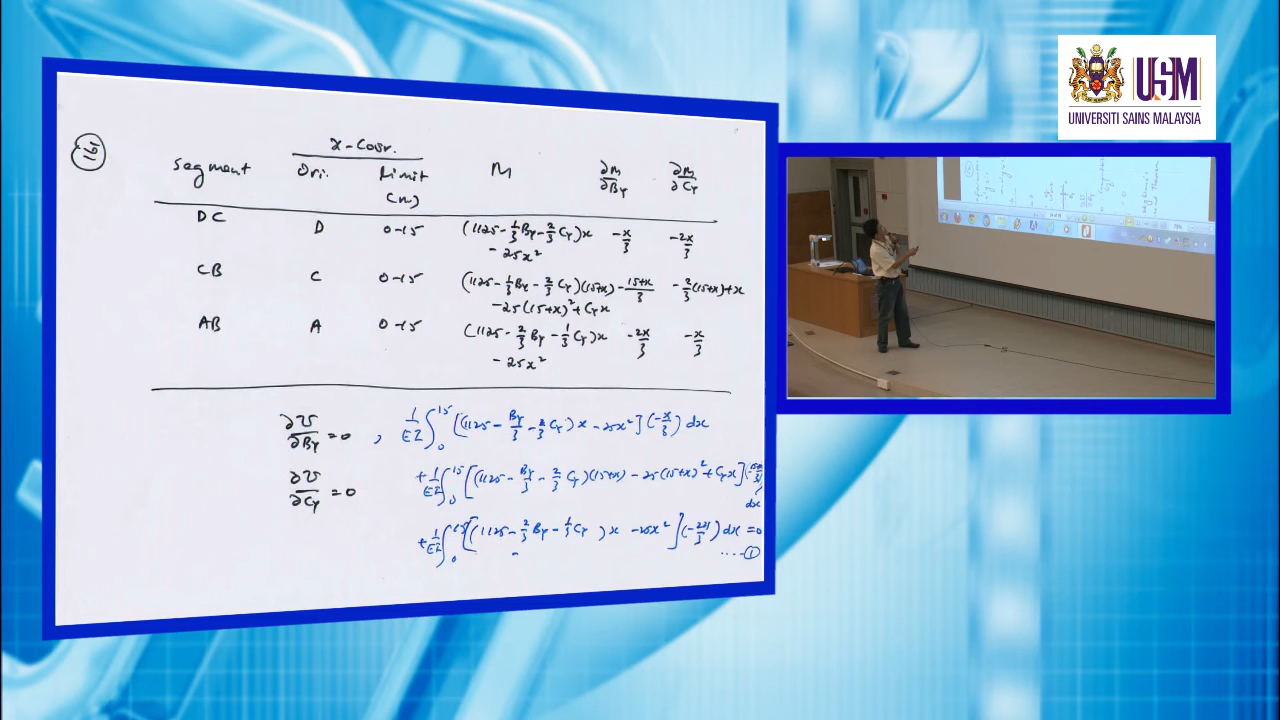 161
x-Coor.
Segment Ori. Limit (m) M ∂M/∂By ∂M/∂Cy
DC D 0-15 (1125 - 1/3 By - 2/3 Cy)x - 25x² -x/3 -2x/3
CB C 0-15 (1125 - 1/3 By - 2/3 Cy)(15+x) - 25(15+x)² + Cy x -(15+x)/3 -2/3(15+x)+x
AB A 0-15 (1125 - 2/3 By - 1/3 Cy)x - 25x² -2x/3 -x/3
∂U/∂By = 0 , 1/EI ∫₀¹⁵ [(1125 - By/3 - 2/3 Cy) x - 25x²] (-x/3) dx
∂U/∂Cy = 0 + 1/EI ∫₀¹⁵ [(1125 - By/3 - 2/3 Cy)(15+x) - 25(15+x)² + Cy x] (-15+x/3) dx
+ 1/EI ∫₀¹⁵ [(1125 - 2/3 By - 1/3 Cy ) x - 25x²] (-2x/3) dx = 0
....①
USM
UNIVERSITI SAINS MALAYSIA